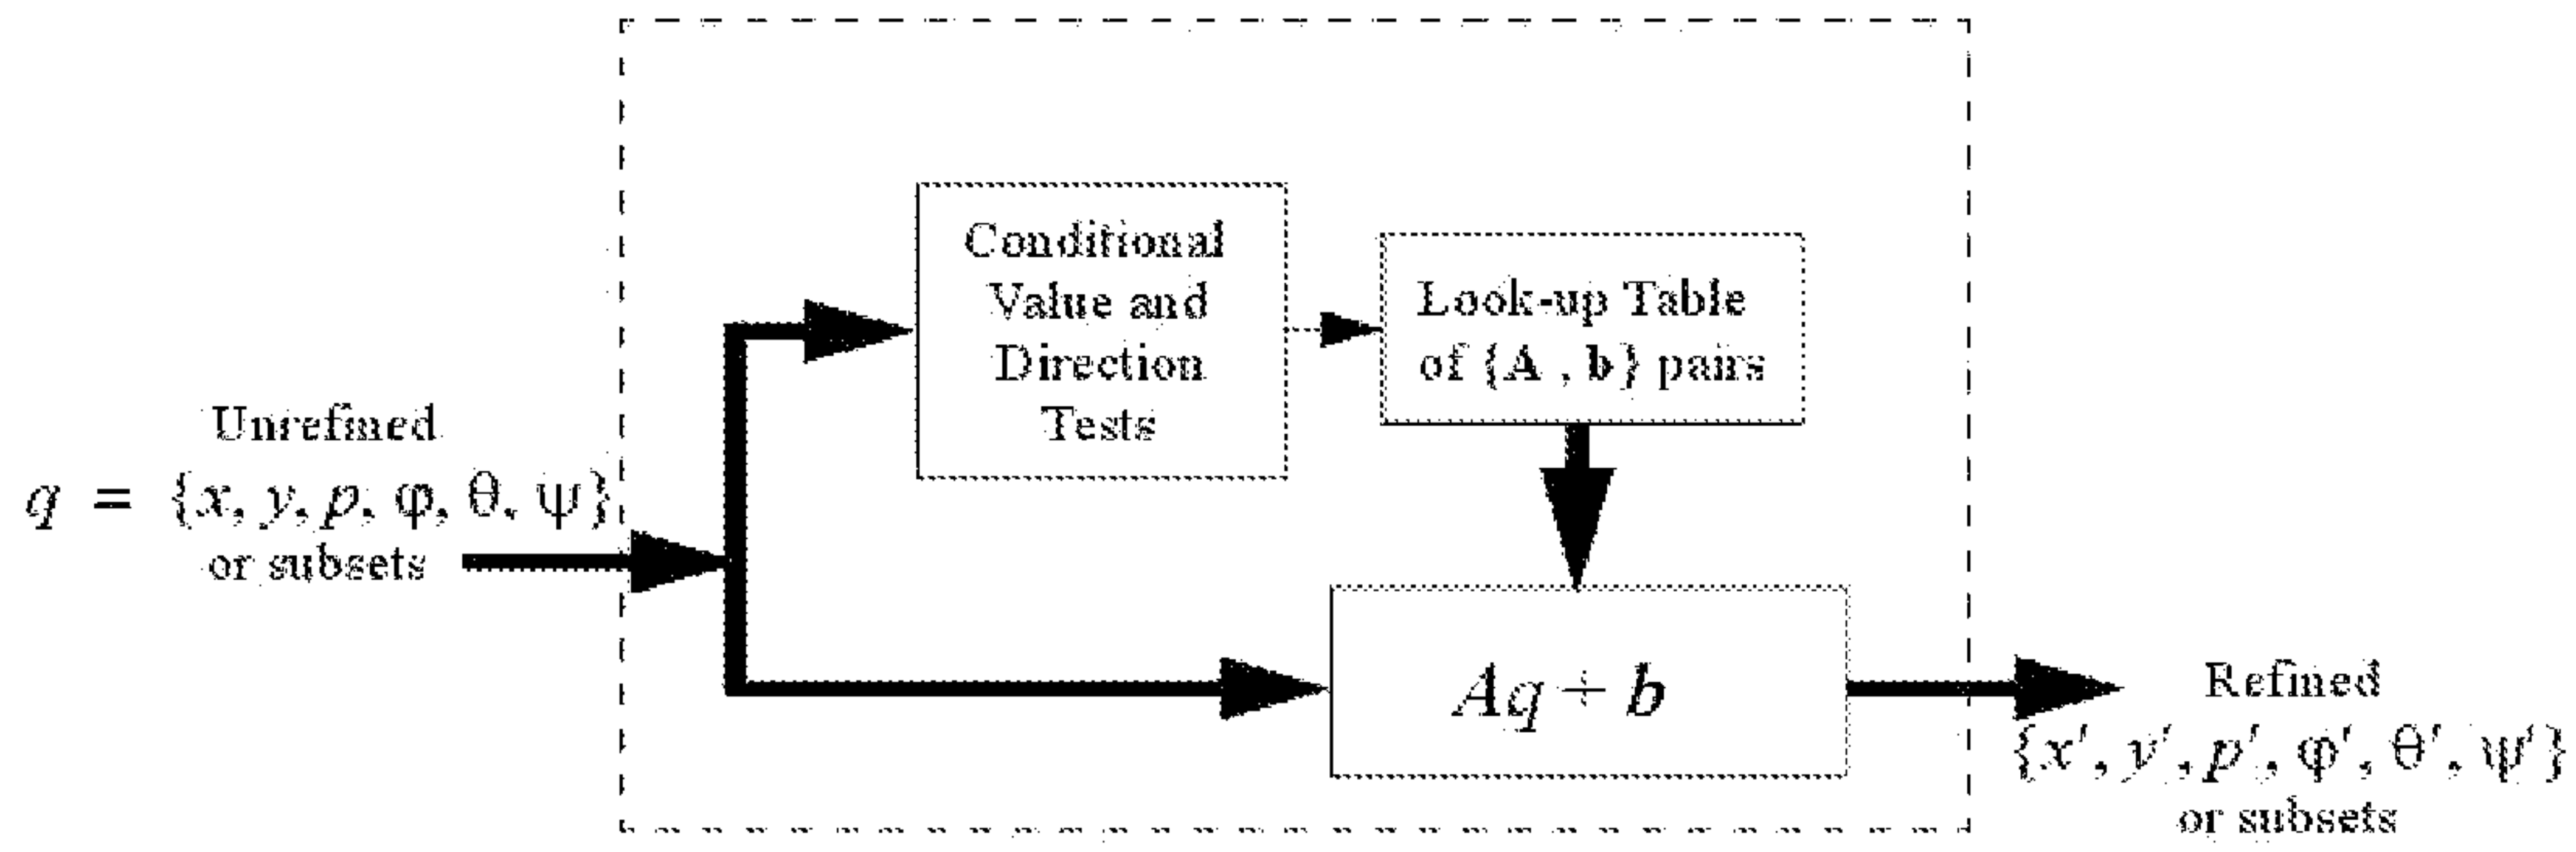 Conditional
Value and
Direction
Tests
Look-up Table
of {A , b} pairs
Unrefined
q = {x, y, p, φ, θ, ψ}
or subsets
Aq + b
Refined
{x′, y′, p′, φ′, θ′, ψ′}
or subsets